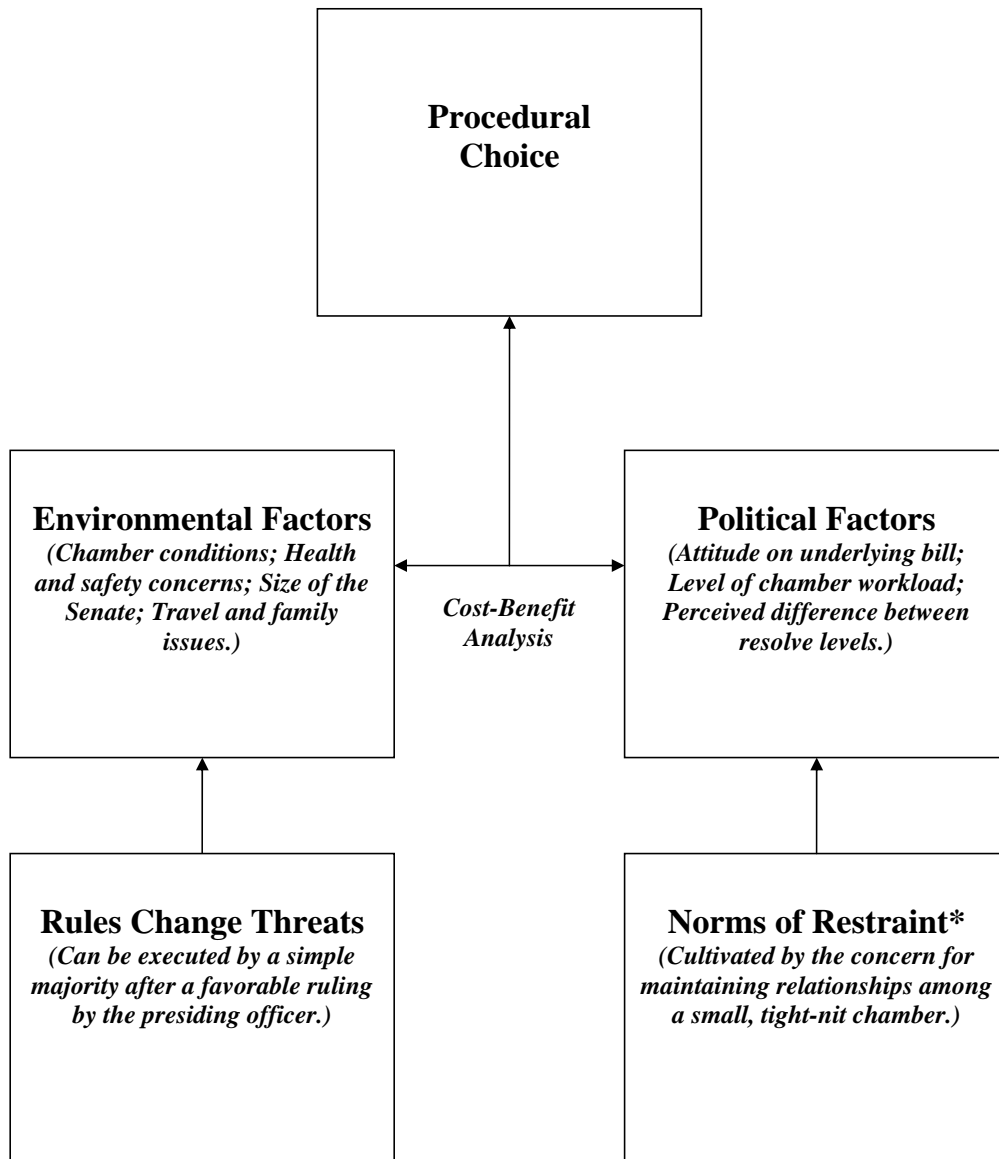 Procedural
Choice
Environmental Factors
(Chamber conditions; Health
and safety concerns; Size of the
Senate; Travel and family
issues.)
Cost-Benefit
Analysis
Political Factors
(Attitude on underlying bill;
Level of chamber workload;
Perceived difference between
resolve levels.)
Rules Change Threats
(Can be executed by a simple
majority after a favorable ruling
by the presiding officer.)
Norms of Restraint*
(Cultivated by the concern for
maintaining relationships among
a small, tight-nit chamber.)